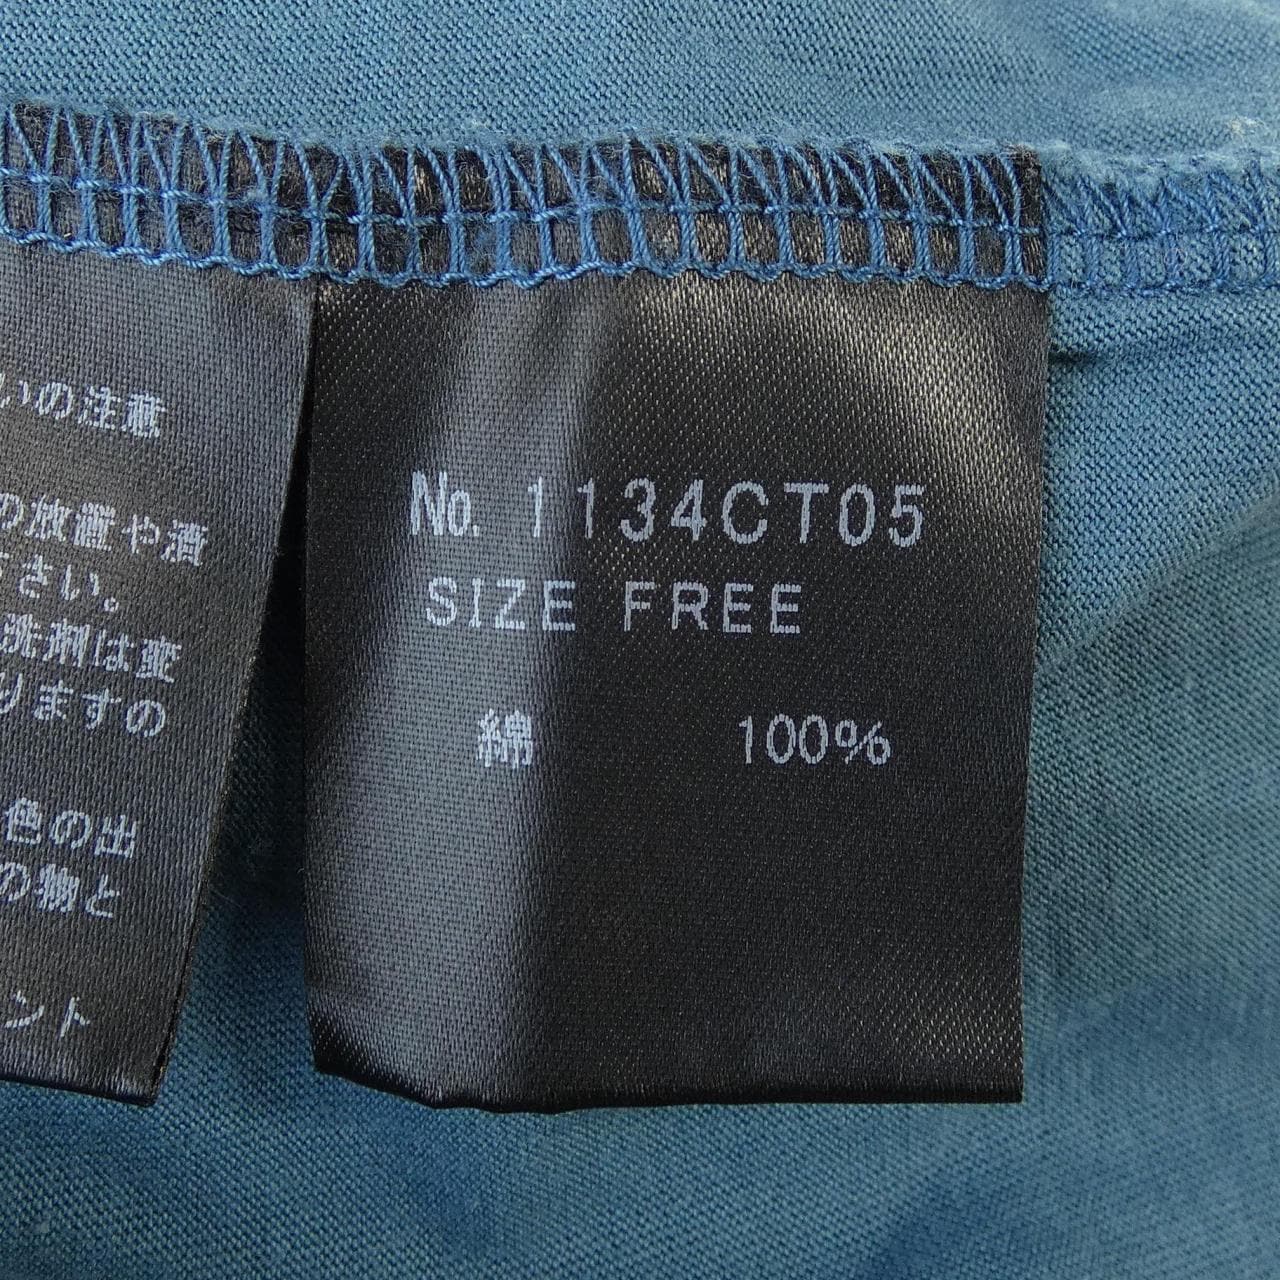 いの注意
の放置や漬
さい。
洗剤は変
りますの
色の出
の物と
ント
No. 1134CT05
SIZE FREE
綿 100%